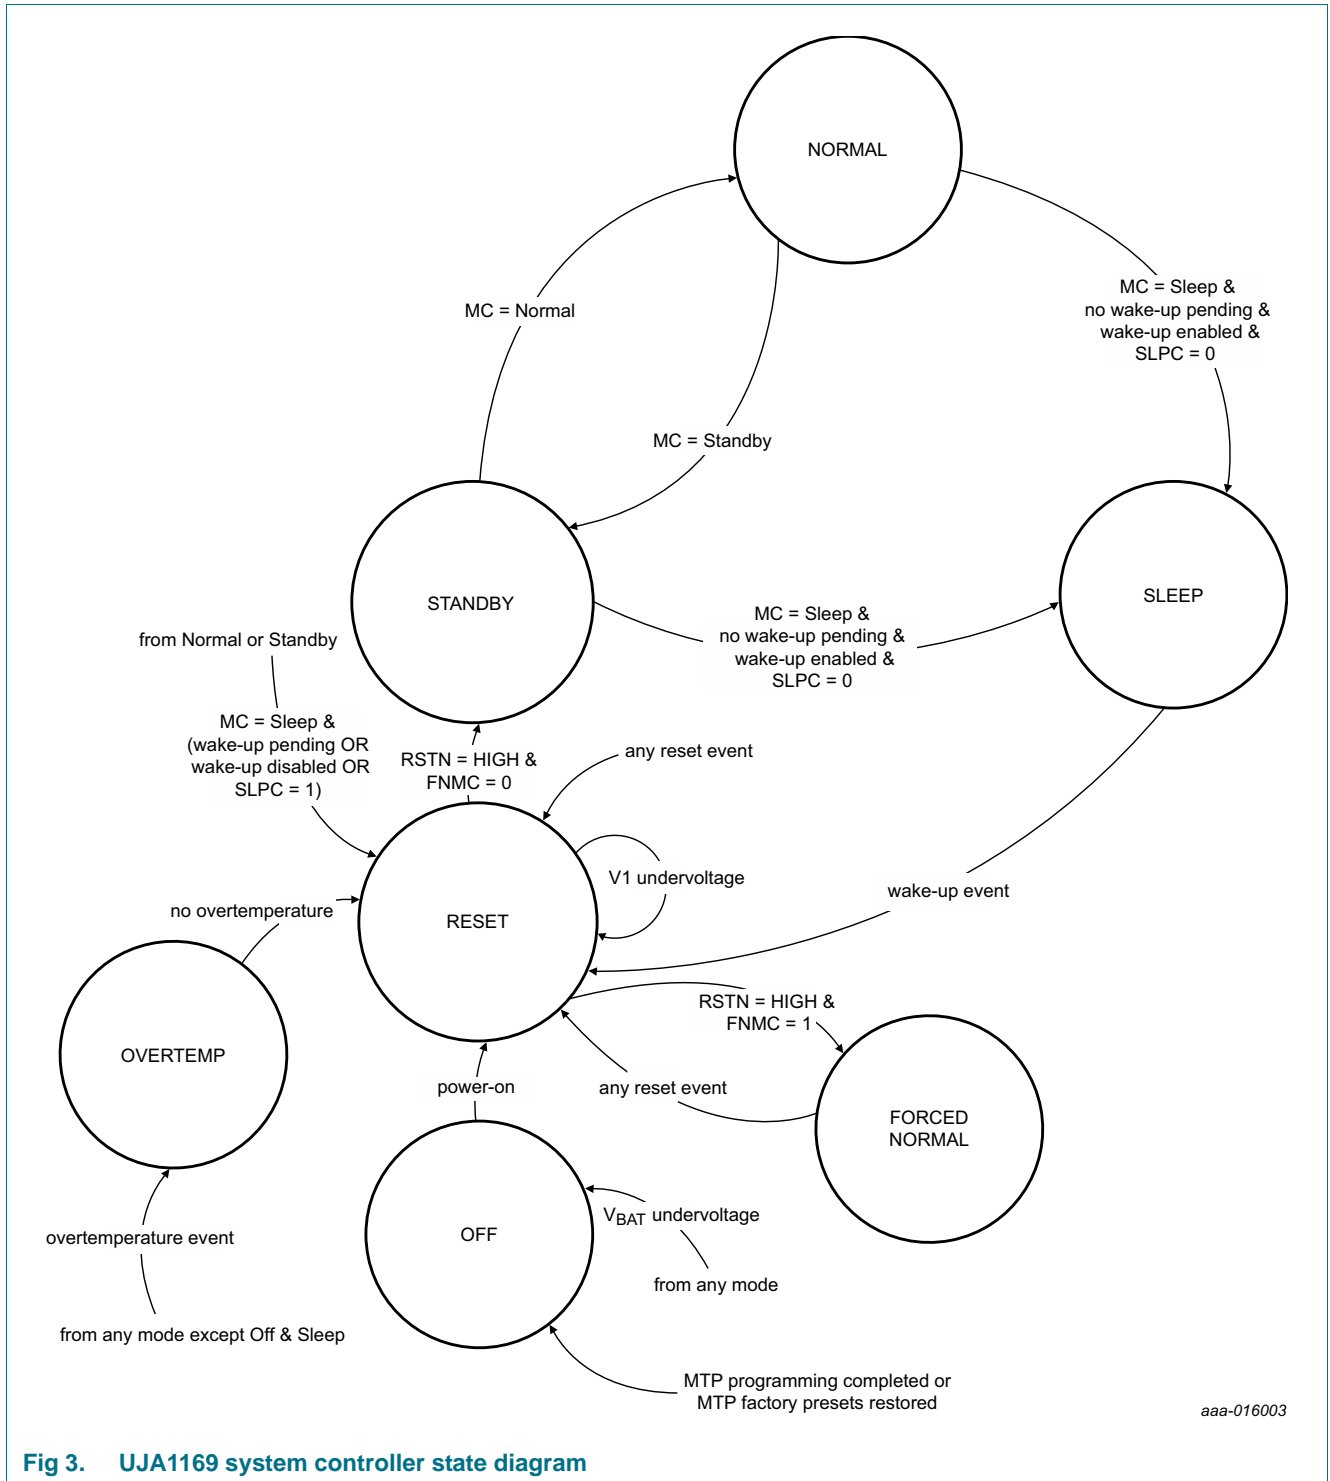 NORMAL
MC = Sleep &
no wake-up pending &
wake-up enabled &
SLPC = 0
MC = Normal
MC = Standby
STANDBY
SLEEP
MC = Sleep &
no wake-up pending &
wake-up enabled &
SLPC = 0
from Normal or Standby
MC = Sleep &
(wake-up pending OR
wake-up disabled OR
SLPC = 1)
RSTN = HIGH &
FNMC = 0
any reset event
V1 undervoltage
wake-up event
no overtemperature
RESET
RSTN = HIGH &
FNMC = 1
OVERTEMP
power-on
any reset event
FORCED
NORMAL
OFF
VBAT undervoltage
from any mode
overtemperature event
from any mode except Off & Sleep
MTP programming completed or
MTP factory presets restored
aaa-016003
Fig 3. UJA1169 system controller state diagram